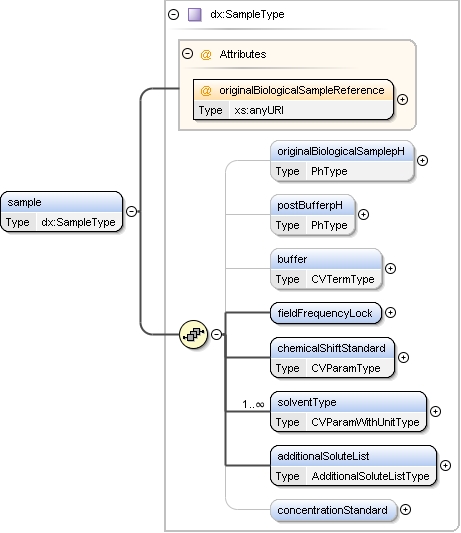 dx:SampleType
@ Attributes
@ originalBiologicalSampleReference
Type xs:anyURI
originalBiologicalSamplepH
Type PhType
sample
Type dx:SampleType
postBufferpH
Type PhType
buffer
Type CVTermType
fieldFrequencyLock
chemicalShiftStandard
Type CVParamType
1..∞
solventType
Type CVParamWithUnitType
additionalSoluteList
Type AdditionalSoluteListType
concentrationStandard